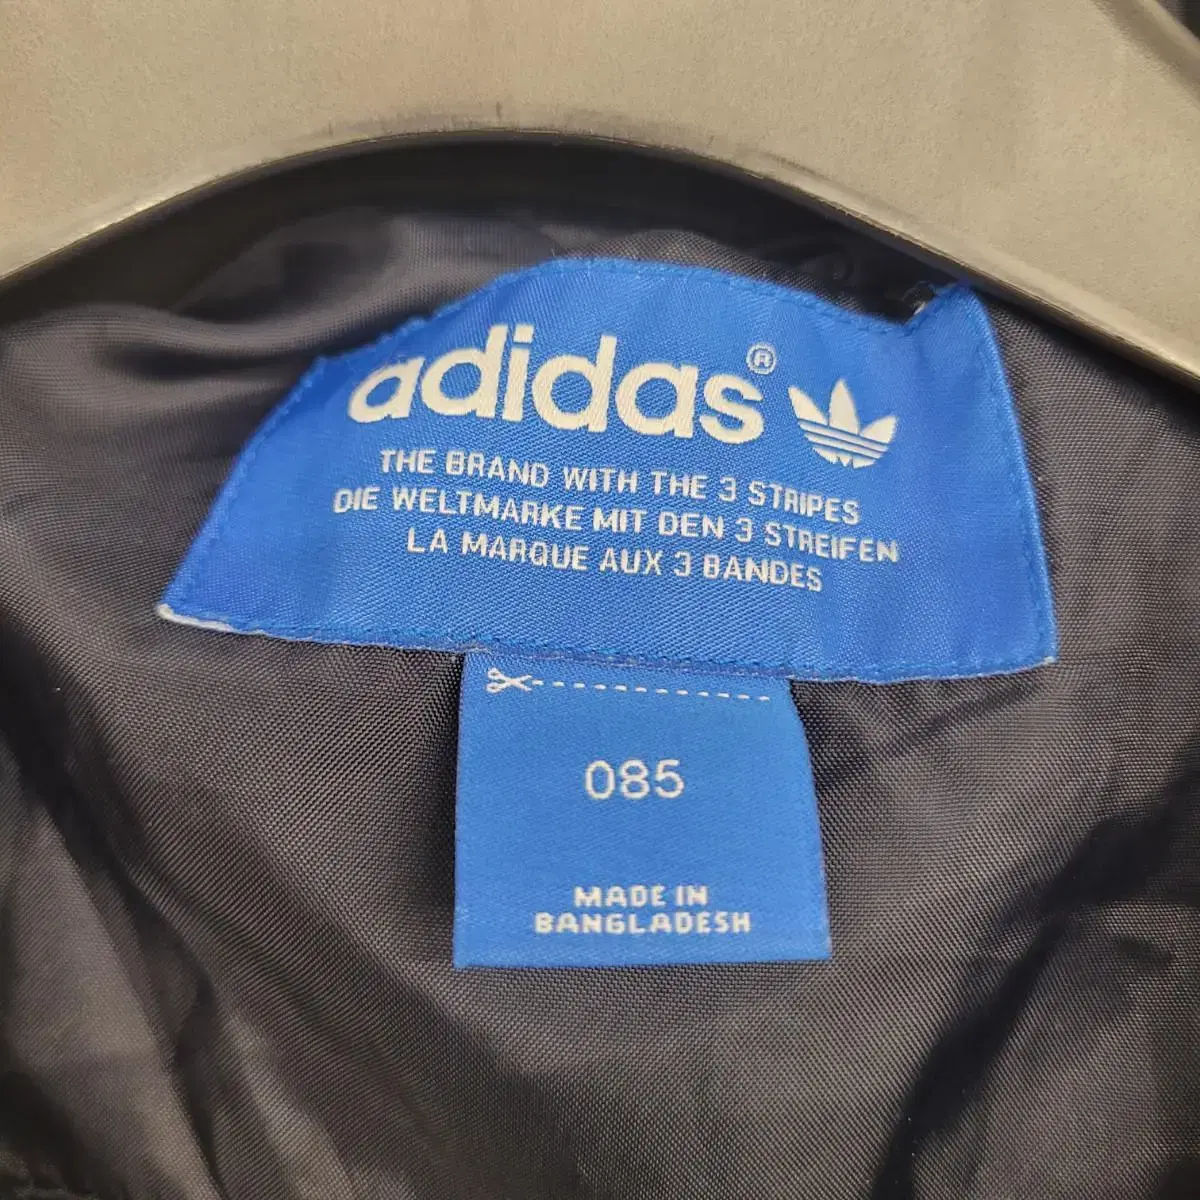 adidas®
THE BRAND WITH THE 3 STRIPES
DIE WELTMARKE MIT DEN 3 STREIFEN
LA MARQUE AUX 3 BANDES
085
MADE IN
BANGLADESH